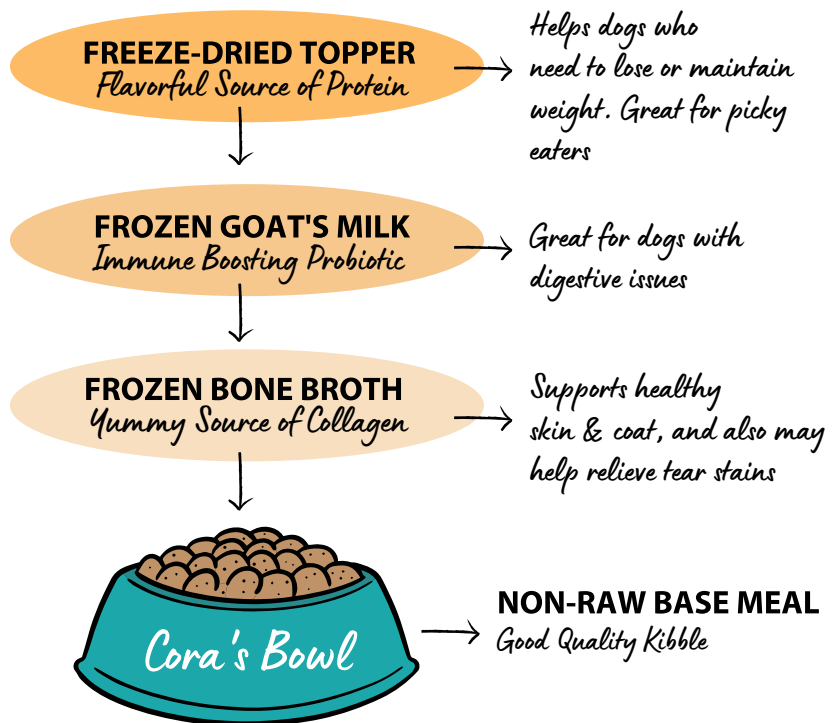 FREEZE-DRIED TOPPER
Flavorful Source of Protein
Helps dogs who
need to lose or maintain
weight. Great for picky
eaters
FROZEN GOAT'S MILK
Immune Boosting Probiotic
Great for dogs with
digestive issues
FROZEN BONE BROTH
Yummy Source of Collagen
Supports healthy
skin & coat, and also may
help relieve tear stains
Cora's Bowl
NON-RAW BASE MEAL
Good Quality Kibble